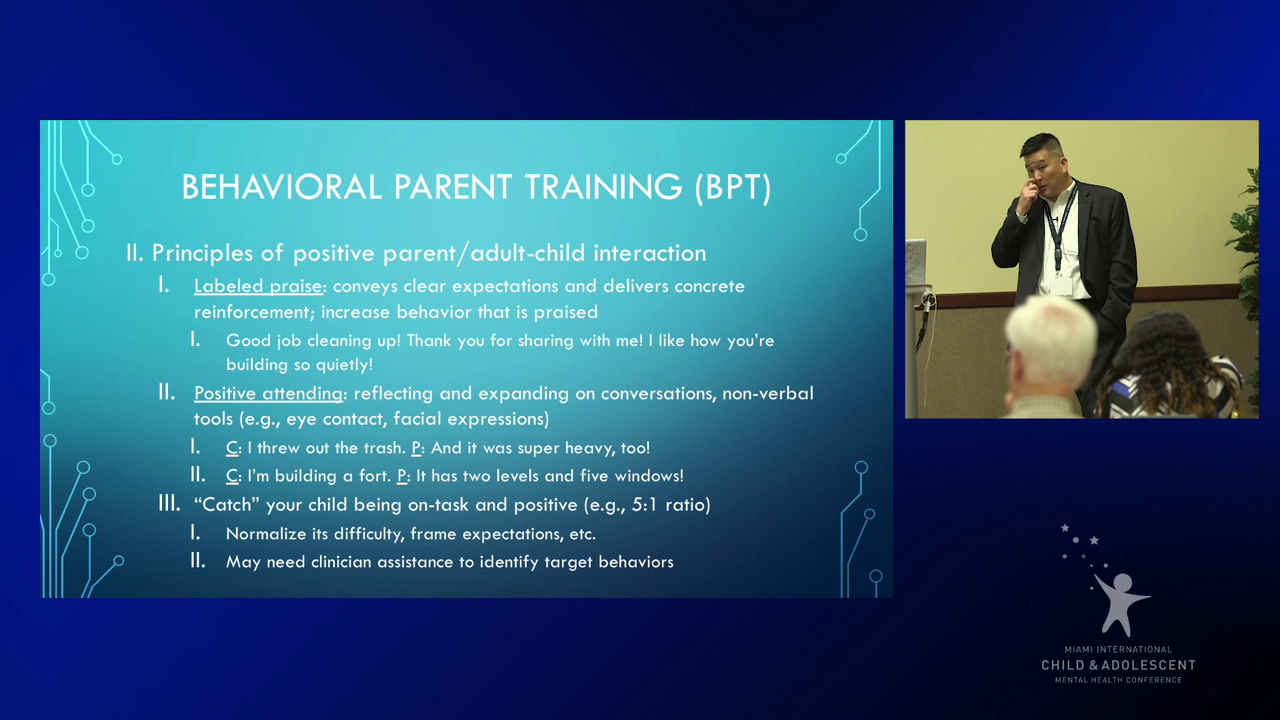 BEHAVIORAL PARENT TRAINING (BPT)
II. Principles of positive parent/adult-child interaction
I. Labeled praise: conveys clear expectations and delivers concrete
reinforcement; increase behavior that is praised
I. Good job cleaning up! Thank you for sharing with me! I like how you're
building so quietly!
II. Positive attending: reflecting and expanding on conversations, non-verbal
tools (e.g., eye contact, facial expressions)
I. C: I threw out the trash. P: And it was super heavy, too!
II. C: I'm building a fort. P: It has two levels and five windows!
III. “Catch” your child being on-task and positive (e.g., 5:1 ratio)
I. Normalize its difficulty, frame expectations, etc.
II. May need clinician assistance to identify target behaviors
MIAMI INTERNATIONAL
CHILD & ADOLESCENT
MENTAL HEALTH CONFERENCE